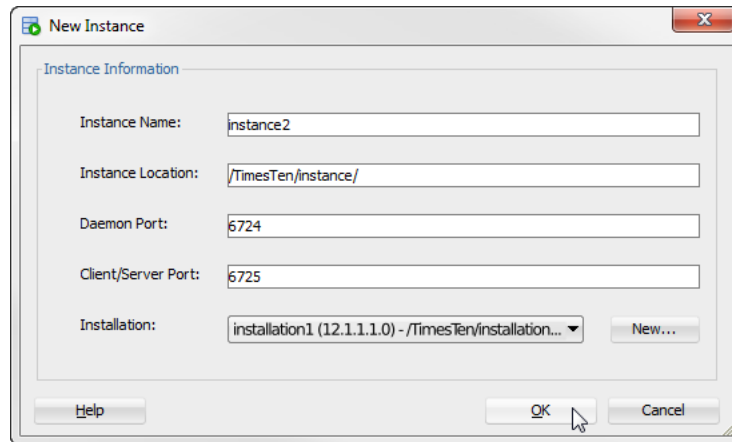 New Instance
Instance Information
Instance Name: instance2
Instance Location: /TimesTen/instance/
Daemon Port: 6724
Client/Server Port: 6725
Installation: installation1 (12.1.1.1.0) - /TimesTen/installation... New...
Help OK Cancel